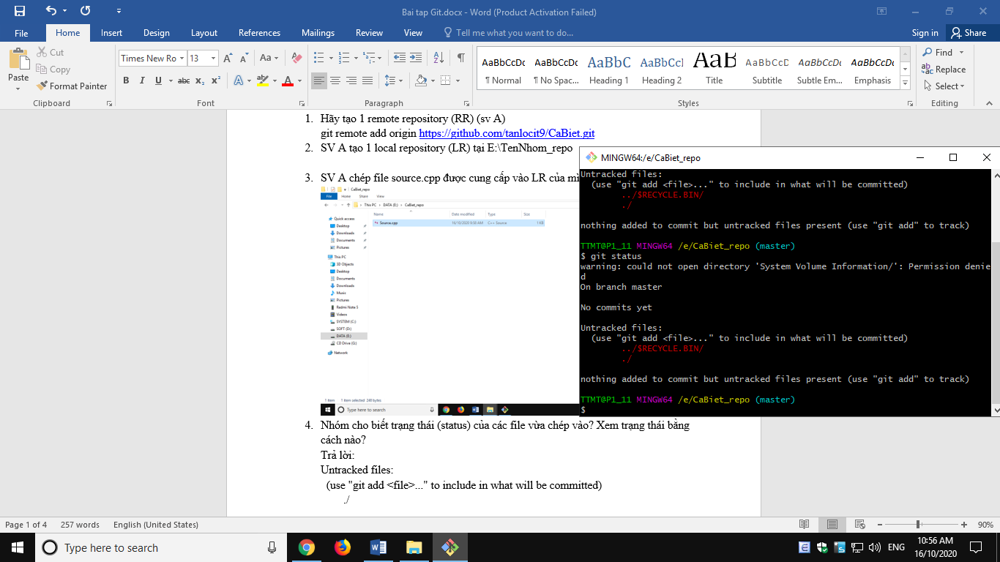 Bai tap Git.docx - Word (Product Activation Failed)
File Home Insert Design Layout References Mailings Review View Tell me what you want to do... Sign in Share
Paste
Cut
Copy
Format Painter
Clipboard
Times New Ro 13
Aa
B I U abc x₂ x² A ab A
Font
Paragraph
AaBbCcDc AaBbCcDc AaBbC AaBbCcI AaB AaBbCcD AaBbCcDt AaBbCcDt
¶ Normal ¶ No Spac... Heading 1 Heading 2 Title Subtitle Subtle Em... Emphasis
Styles
Find
Replace
Select
Editing
1. Hãy tạo 1 remote repository (RR) (sv A)
git remote add origin https://github.com/tanlocit9/CaBiet.git
2. SV A tạo 1 local repository (LR) tại E:\TenNhom_repo
3. SV A chép file source.cpp được cung cấp vào LR của mì
CaBiet_repo
File Home Share View
This PC > DATA (E:) > CaBiet_repo
Name Date modified Type Size
Source.cpp 16/10/2020 9:50 AM C++ Source 1 KB
Quick access
Desktop
Downloads
Documents
Pictures
This PC
3D Objects
Desktop
Documents
Downloads
Music
Pictures
Redmi Note 5
Videos
SYSTEM (C:)
SOFT (D:)
DATA (E:)
CD Drive (G:)
Network
1 item 1 item selected 248 bytes
Type here to search
4. Nhóm cho biết trạng thái (status) của các file vừa chép vào? Xem trạng thái bằng
cách nào?
Trả lời:
Untracked files:
(use "git add <file>..." to include in what will be committed)
./
MINGW64:/e/CaBiet_repo
Untracked files:
(use "git add <file>..." to include in what will be committed)
../$RECYCLE.BIN/
./
nothing added to commit but untracked files present (use "git add" to track)
TTMT@P1_11 MINGW64 /e/CaBiet_repo (master)
$ git status
warning: could not open directory 'System Volume Information/': Permission denie
d
On branch master
No commits yet
Untracked files:
(use "git add <file>..." to include in what will be committed)
../$RECYCLE.BIN/
./
nothing added to commit but untracked files present (use "git add" to track)
TTMT@P1_11 MINGW64 /e/CaBiet_repo (master)
$
Page 1 of 4 257 words English (United States) 90%
Type here to search
ENG
10:56 AM
16/10/2020